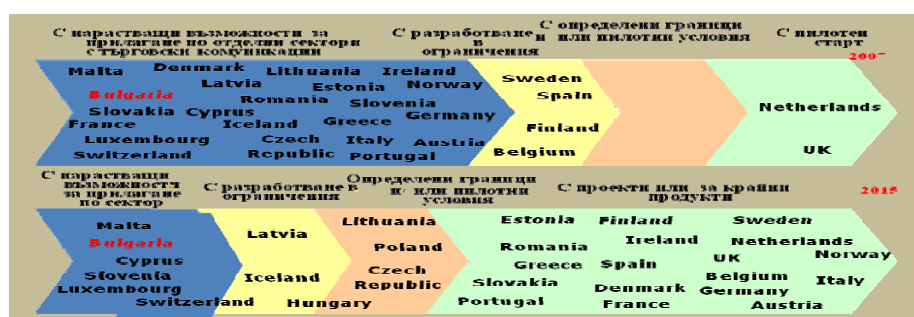 С нарастващи възможности за
прилагане по отделни сектори
с търговски комуникации
С разработване
в
ограничения
С определени граници
и или пилотни условия
С пилотен
старт
Malta Denmark Lithuania Ireland
Latvia Estonia Norway
Bulgaria Romania Slovenia
Slovakia Cyprus Germany
France Iceland Greece
Luxembourg Czech Italy Austria
Switzerland Republic Portugal
Sweden
Spain
Finland
Belgium
Netherlands
UK
С нарастващи
възможности
за прилагане
по сектор
С разработване в
ограничения
Определени граници
и или пилотни
условия
С проекти или за крайни
продукти
2015
Malta
Bulgaria
Cyprus
Slovenia
Luxembourg
Switzerland
Latvia
Iceland
Hungary
Lithuania
Poland
Czech
Republic
Estonia Finland Sweden
Romania Ireland Netherlands
Greece Spain UK Norway
Slovakia Denmark Belgium Italy
Portugal France Germany Austria